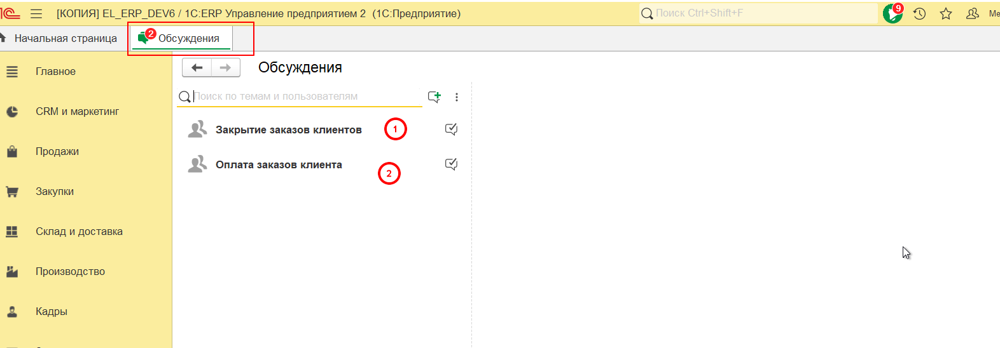 [КОПИЯ] EL_ERP_DEV6 / 1С:ERP Управление предприятием 2 (1С:Предприятие)
Поиск Ctrl+Shift+F
9
Ме
Начальная страница
2
Обсуждения
Главное
CRM и маркетинг
Продажи
Закупки
Склад и доставка
Производство
Кадры
Обсуждения
Поиск по темам и пользователям
Закрытие заказов клиентов
1
Оплата заказов клиента
2